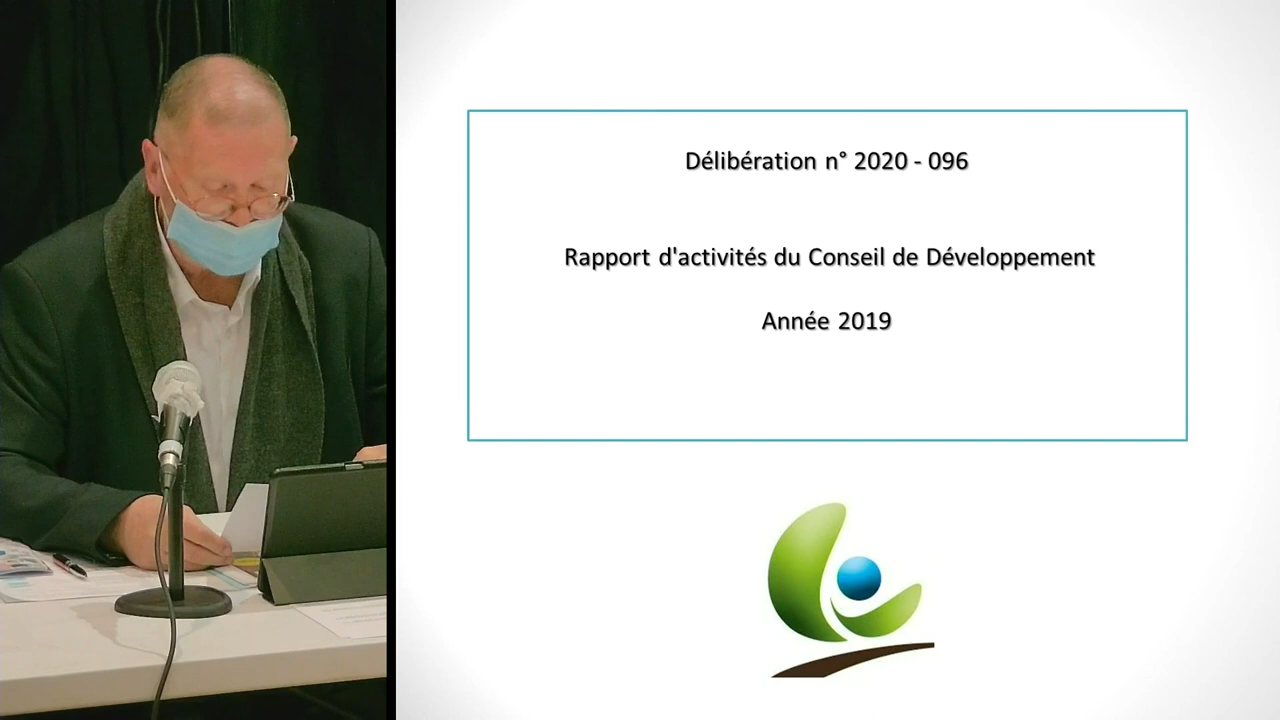 Délibération n° 2020 - 096
Rapport d'activités du Conseil de Développement
Année 2019